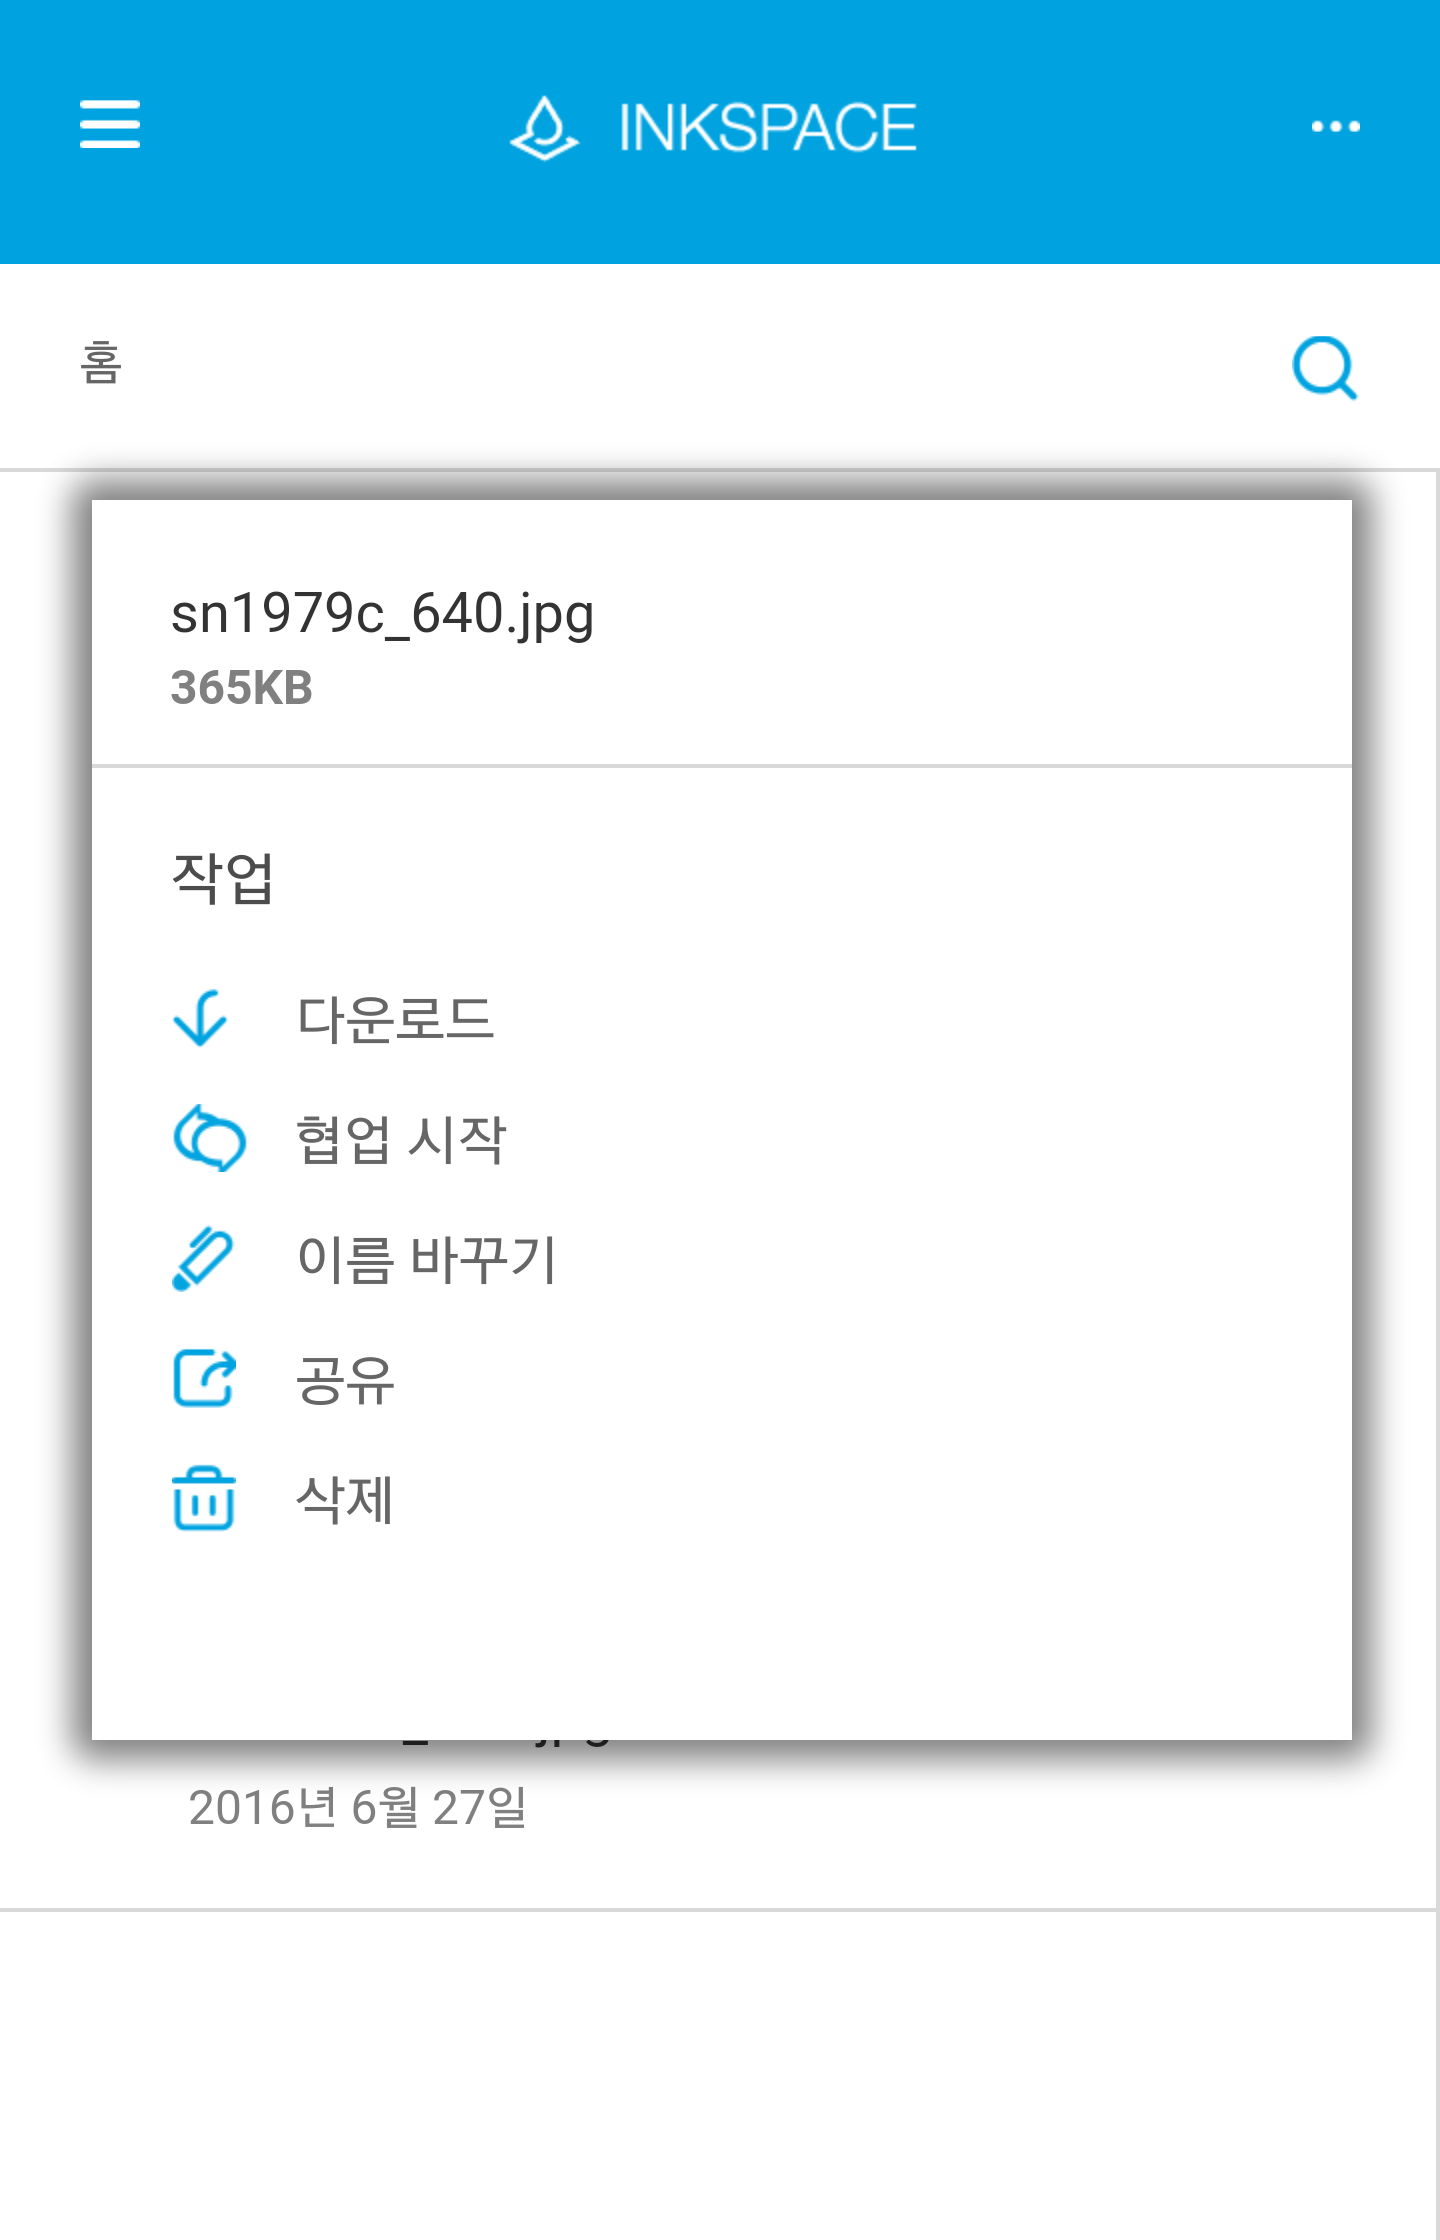 INKSPACE
홈
sn1979c_640.jpg
365KB
작업
다운로드
협업 시작
이름 바꾸기
공유
삭제
2016년 6월 27일